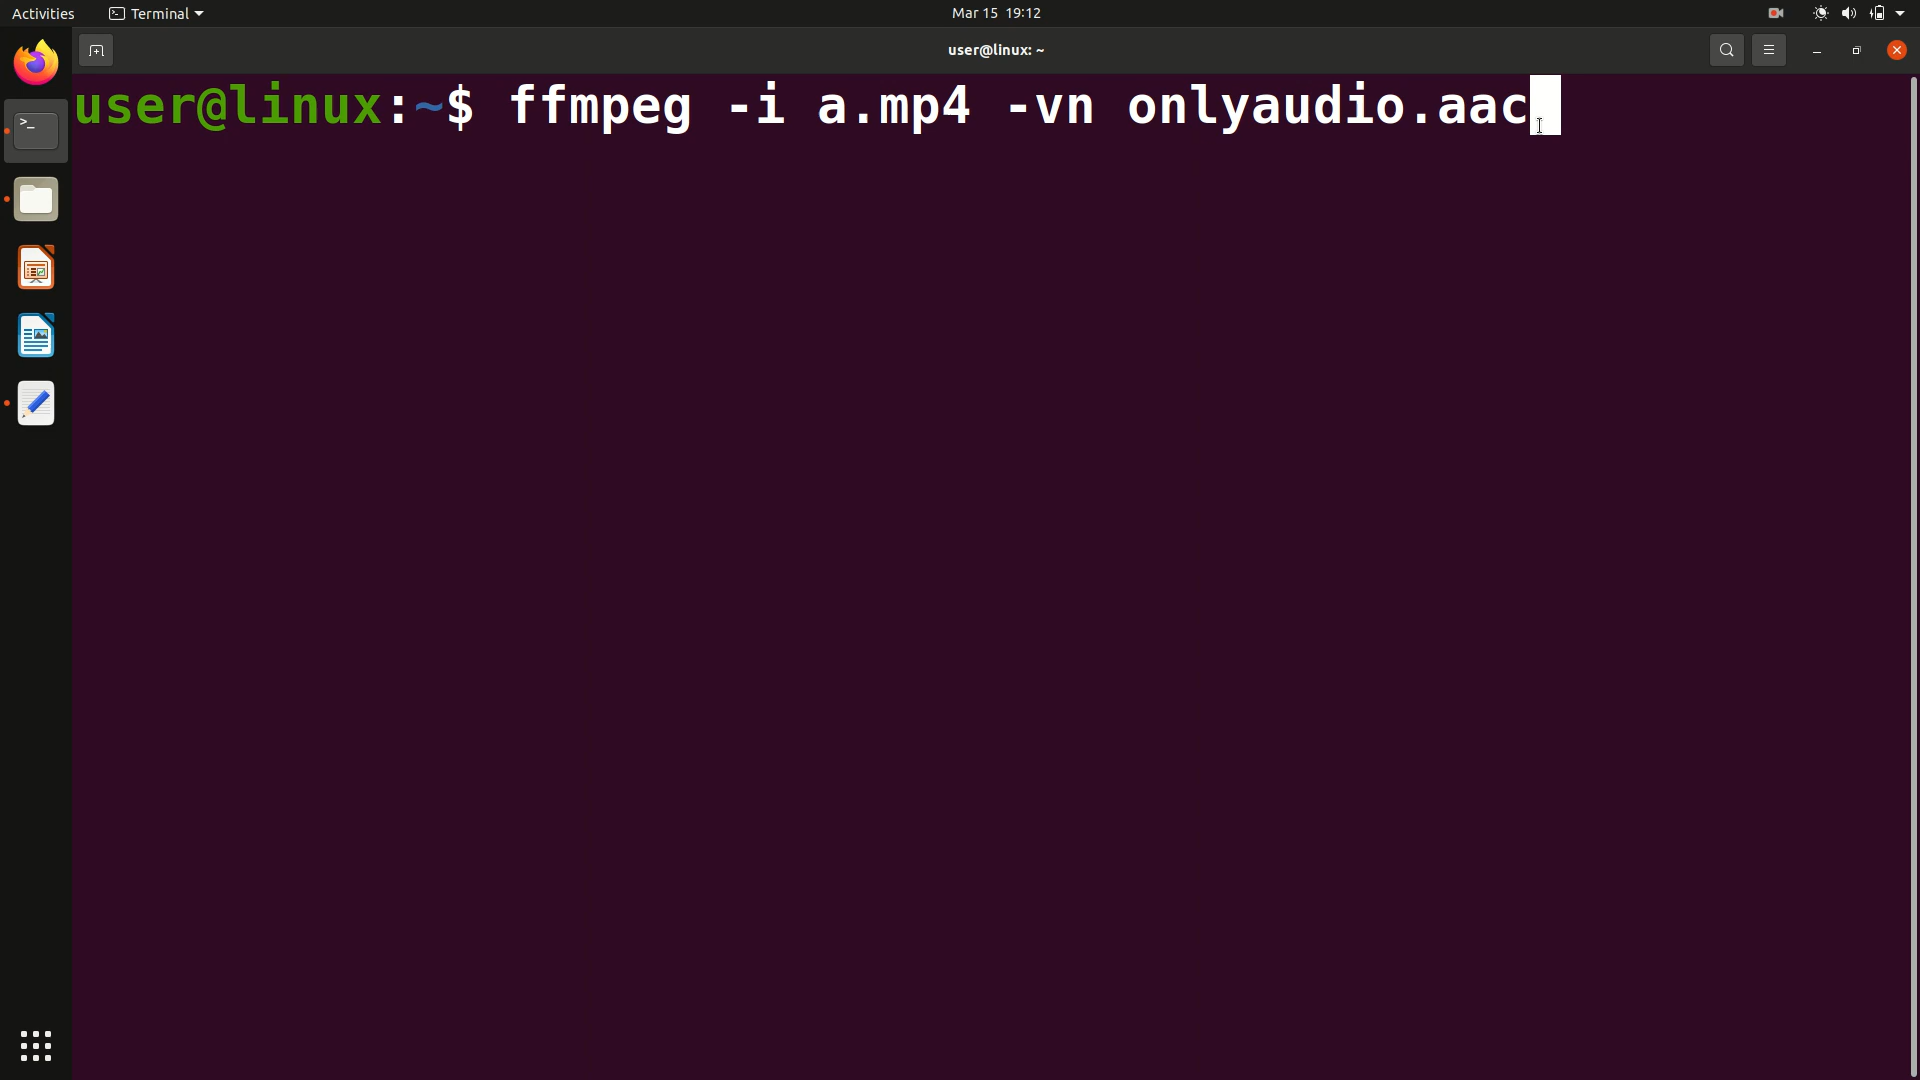 Activities Terminal Mar 15 19:12
user@linux: ~
user@linux:~$ ffmpeg -i a.mp4 -vn onlyaudio.aac